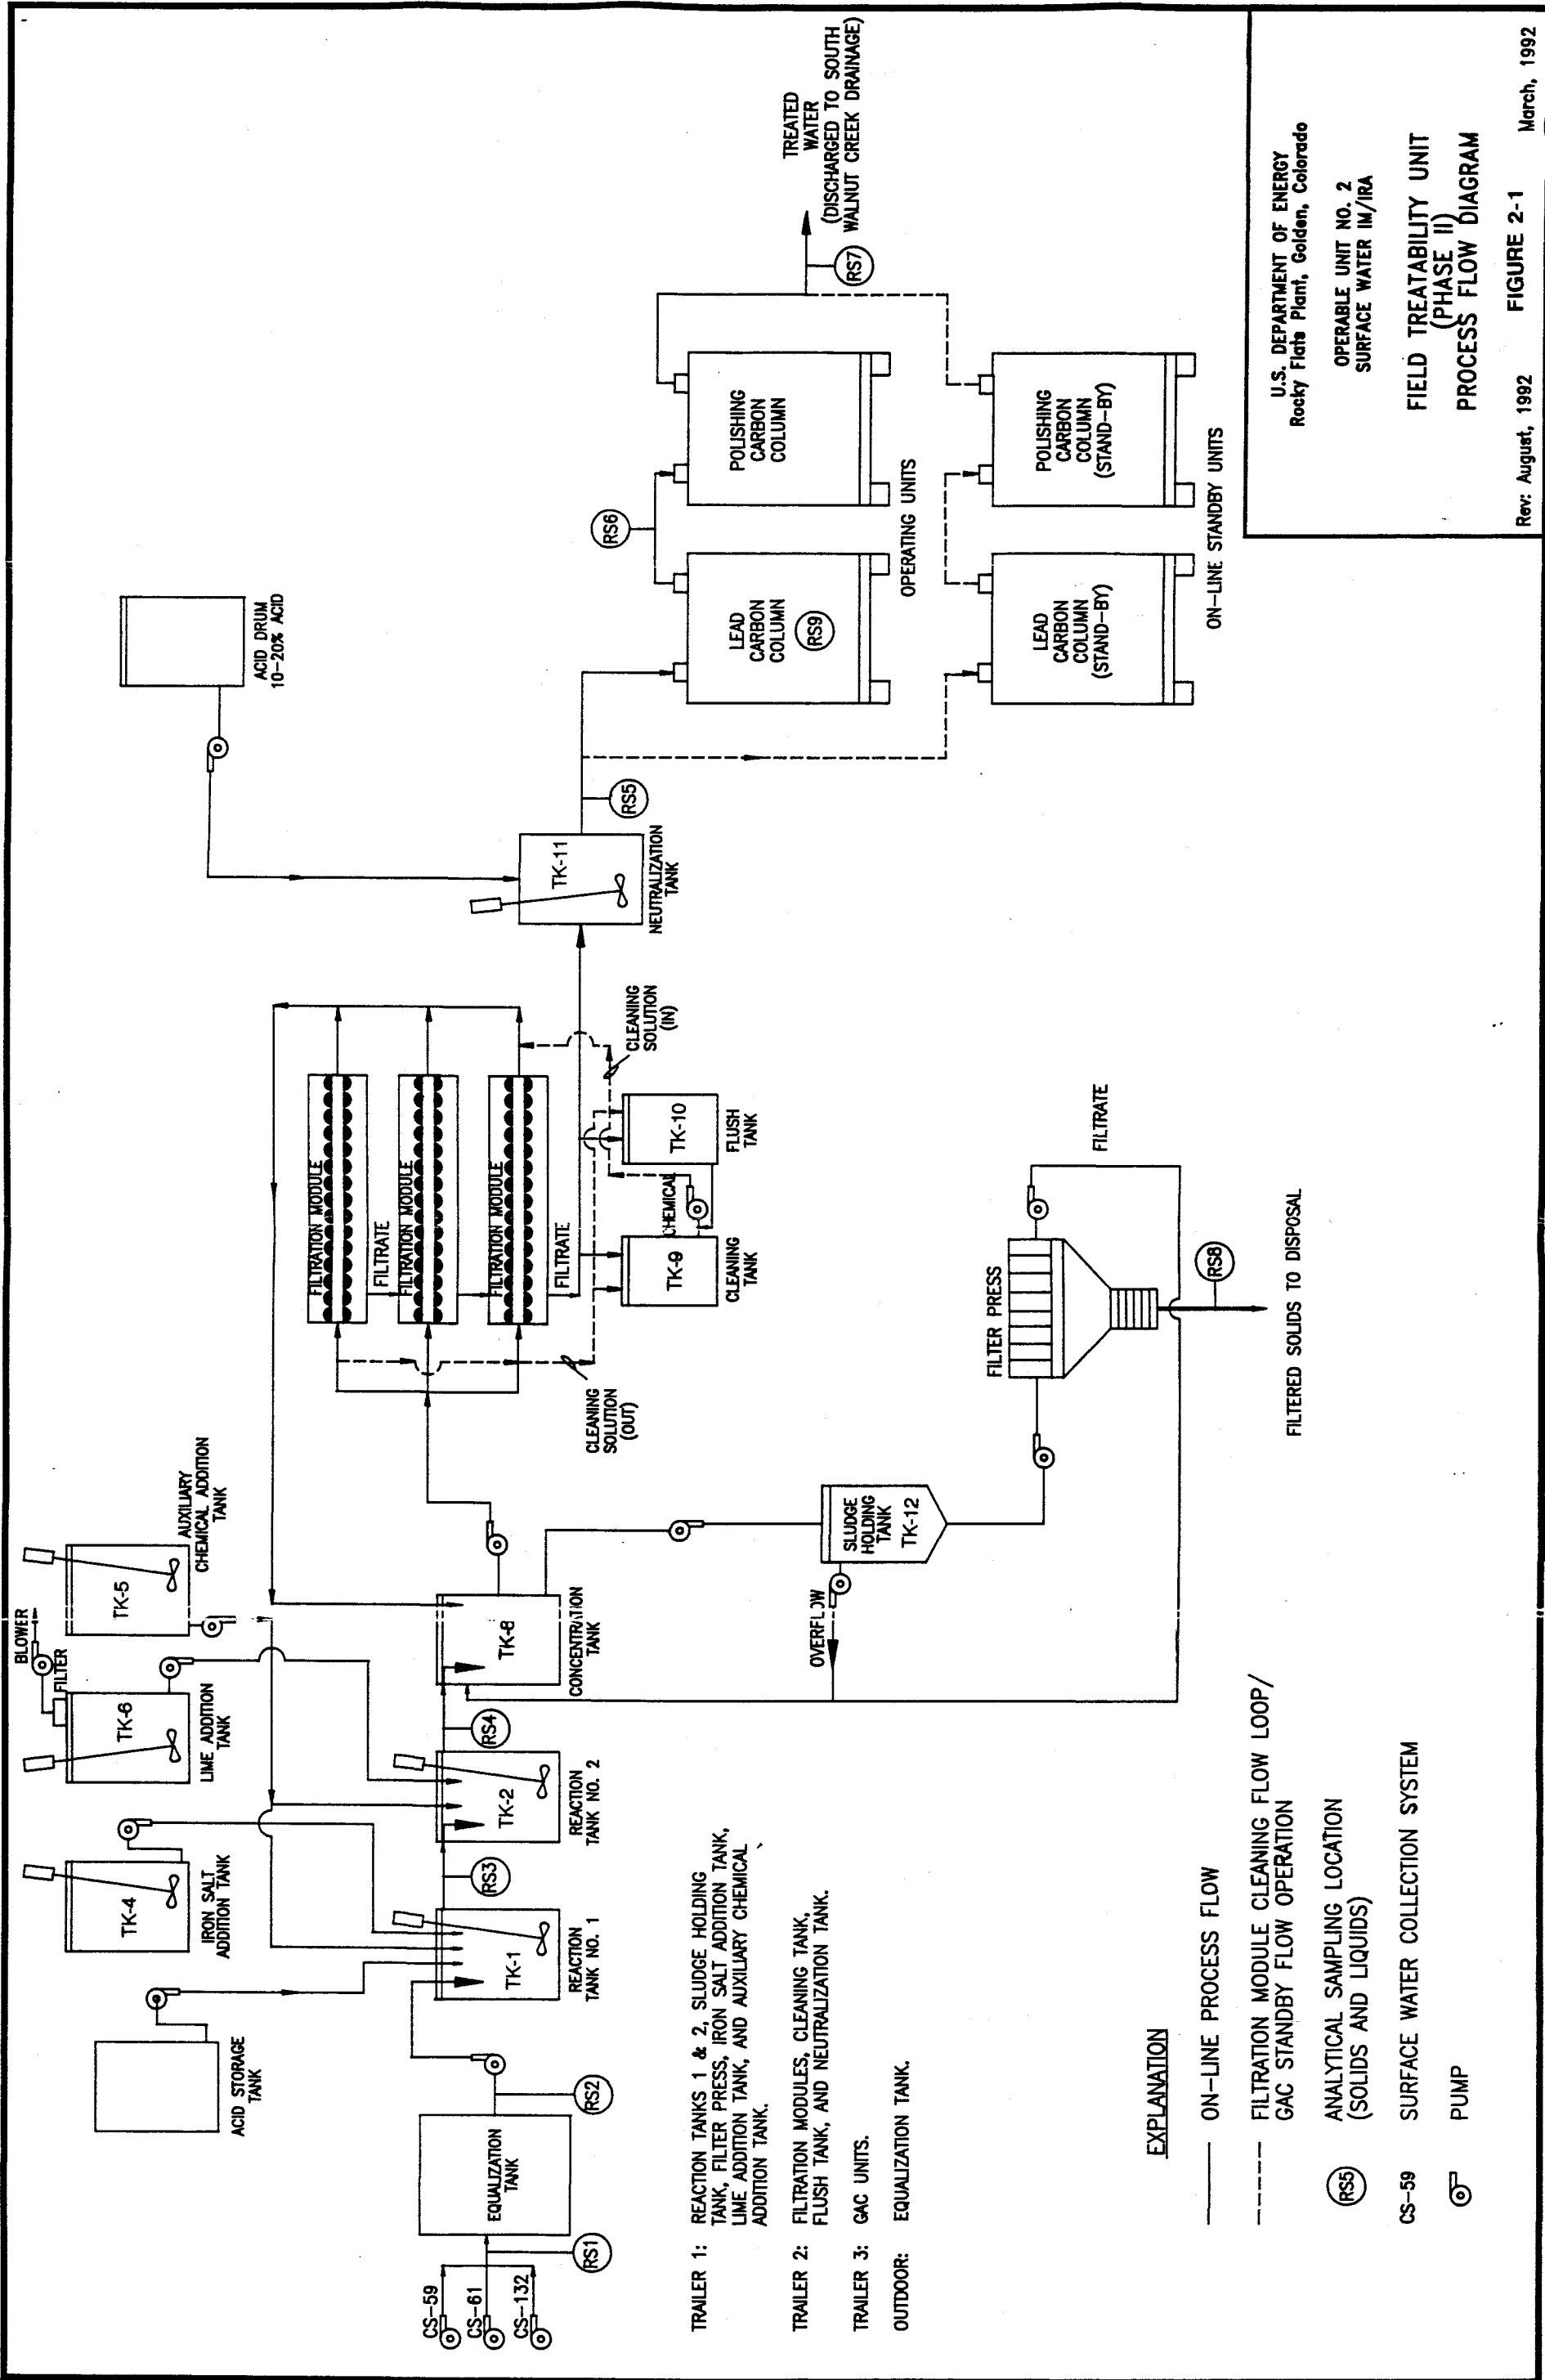 BLOWER
FILTER
TK-4
IRON SALT
ADDITION TANK
TK-6
LIME ADDITION
TANK
TK-5
AUXILIARY
CHEMICAL ADDITION
TANK
ACID STORAGE
TANK
ACID DRUM
10-20% ACID
CS-59
CS-61
CS-132
RS1
EQUALIZATION
TANK
RS2
TK-1
REACTION
TANK NO. 1
RS3
TK-2
REACTION
TANK NO. 2
RS4
TK-8
CONCENTRATION
TANK
FILTRATION MODULE
FILTRATE
FILTRATION MODULE
FILTRATION MODULE
FILTRATE
CLEANING
SOLUTION
(OUT)
CLEANING
SOLUTION
(IN)
TK-9
CHEMICAL
CLEANING
TANK
TK-10
FLUSH
TANK
TK-11
NEUTRALIZATION
TANK
RS5
LEAD
CARBON
COLUMN
RS9
RS6
POLISHING
CARBON
COLUMN
OPERATING UNITS
RS7
TREATED
WATER
(DISCHARGED TO SOUTH
WALNUT CREEK DRAINAGE)
LEAD
CARBON
COLUMN
(STAND-BY)
POLISHING
CARBON
COLUMN
(STAND-BY)
ON-LINE STANDBY UNITS
OVERFLOW
SLUDGE
HOLDING
TANK
TK-12
FILTER PRESS
FILTRATE
RS8
FILTERED SOLIDS TO DISPOSAL
TRAILER 1: REACTION TANKS 1 & 2, SLUDGE HOLDING
TANK, FILTER PRESS, IRON SALT ADDITION TANK,
LIME ADDITION TANK, AND AUXILIARY CHEMICAL
ADDITION TANK.
TRAILER 2: FILTRATION MODULES, CLEANING TANK,
FLUSH TANK, AND NEUTRALIZATION TANK.
TRAILER 3: GAC UNITS.
OUTDOOR: EQUALIZATION TANK.
EXPLANATION
ON-LINE PROCESS FLOW
FILTRATION MODULE CLEANING FLOW LOOP/
GAC STANDBY FLOW OPERATION
RS5 ANALYTICAL SAMPLING LOCATION
(SOLIDS AND LIQUIDS)
CS-59 SURFACE WATER COLLECTION SYSTEM
PUMP
U.S. DEPARTMENT OF ENERGY
Rocky Flats Plant, Golden, Colorado
OPERABLE UNIT NO. 2
SURFACE WATER IM/IRA
FIELD TREATABILITY UNIT
(PHASE II)
PROCESS FLOW DIAGRAM
Rev: August, 1992 FIGURE 2-1 March, 1992